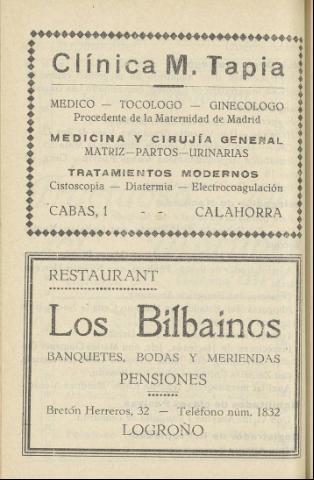 Clínica M. Tapia
MEDICO — TOCOLOGO — GINECOLOGO
Procedente de la Maternidad de Madrid
MEDICINA Y CIRUJÍA GENERAL
MATRIZ—PARTOS—URINARIAS
TRATAMIENTOS MODERNOS
Cistoscopia — Diatermia — Electrocoagulación
CABAS, 1 - - CALAHORRA
RESTAURANT
Los Bilbainos
BANQUETES, BODAS Y MERIENDAS
PENSIONES
Bretón Herreros, 32 — Teléfono núm. 1832
LOGROÑO